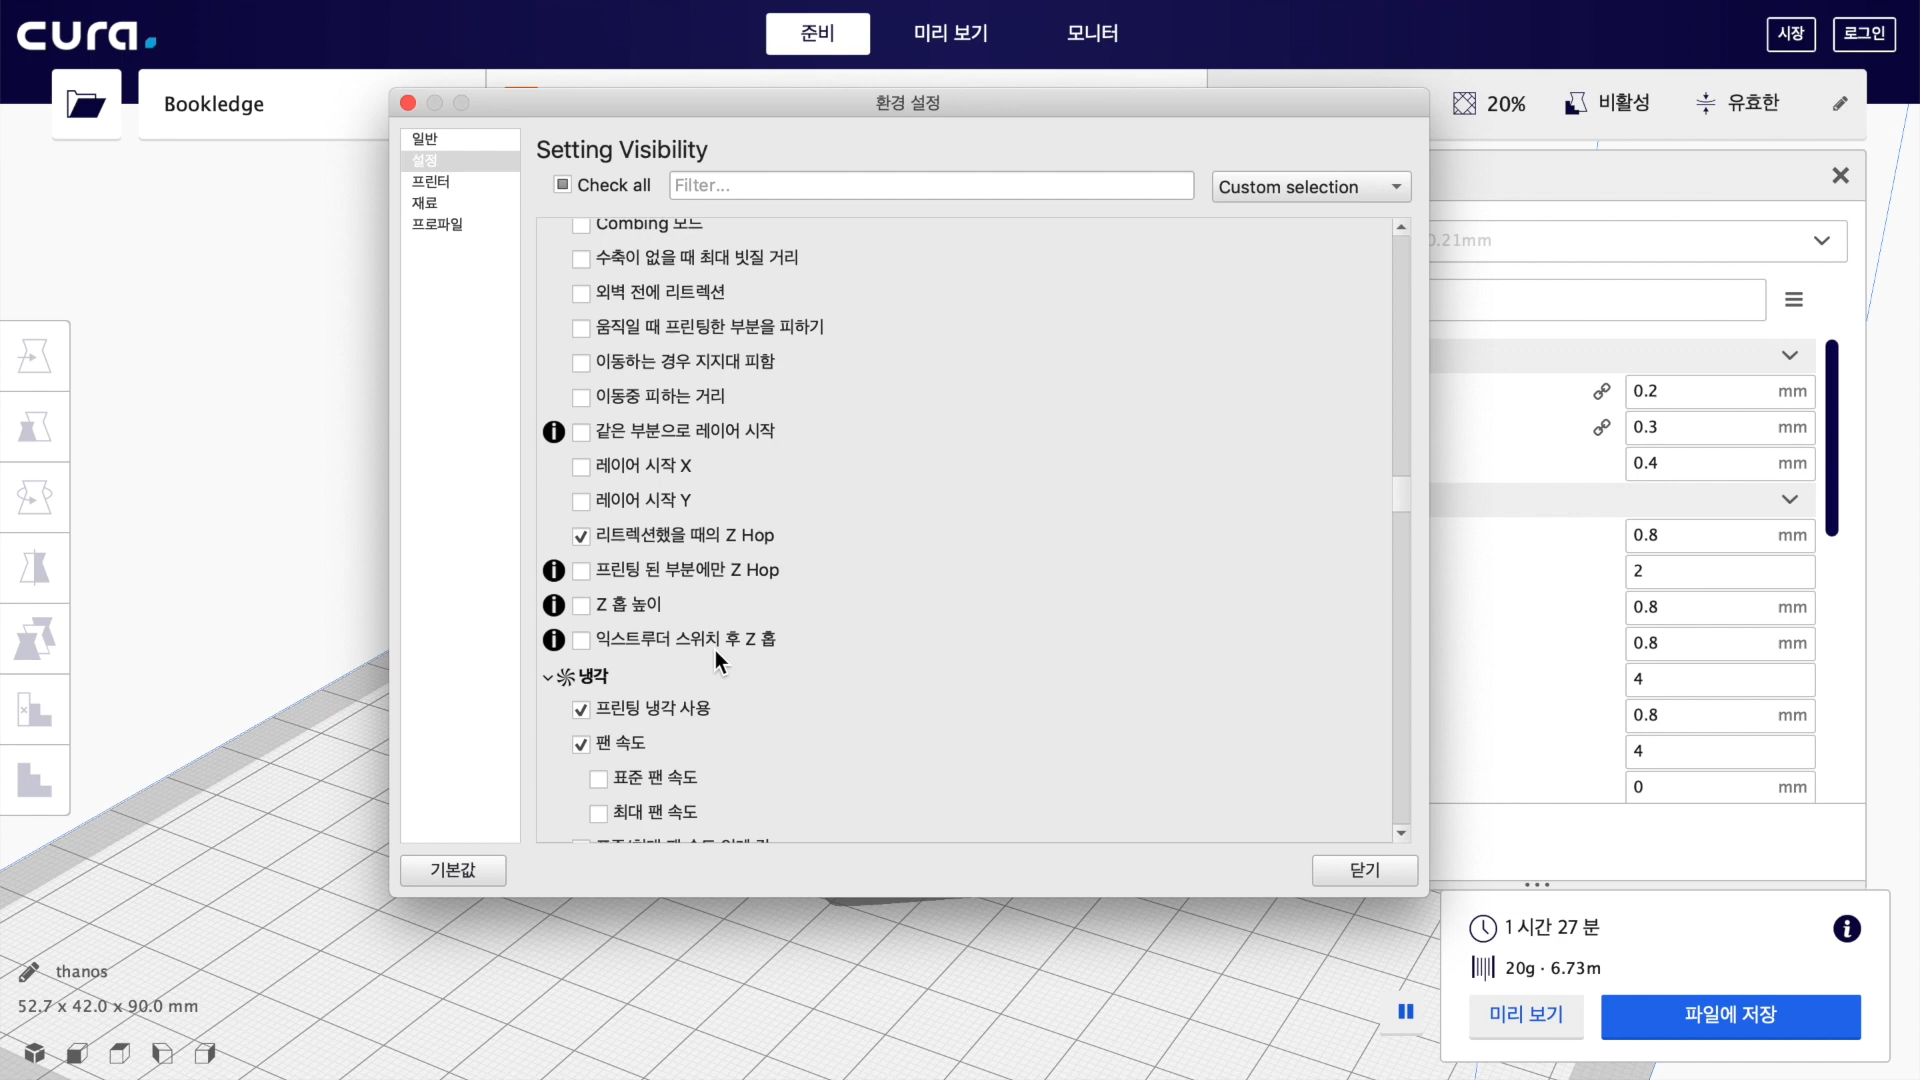 cura.
준비
미리 보기
모니터
시장
로그인
Bookledge
20%
비활성
유효한
환경 설정
일반
설정
프린터
재료
프로파일
Setting Visibility
Check all
Filter...
Custom selection
Combing 모드
수축이 없을 때 최대 빗질 거리
외벽 전에 리트렉션
움직일 때 프린팅한 부분을 피하기
이동하는 경우 지지대 피함
이동중 피하는 거리
같은 부분으로 레이어 시작
레이어 시작 X
레이어 시작 Y
리트렉션했을 때의 Z Hop
프린팅 된 부분에만 Z Hop
Z 홉 높이
익스트루더 스위치 후 Z 홉
냉각
프린팅 냉각 사용
팬 속도
표준 팬 속도
최대 팬 속도
기본값
닫기
0.21mm
0.2 mm
0.3 mm
0.4 mm
0.8 mm
2
0.8 mm
0.8 mm
4
0.8 mm
4
0 mm
1 시간 27 분
20g · 6.73m
미리 보기
파일에 저장
thanos
52.7 x 42.0 x 90.0 mm